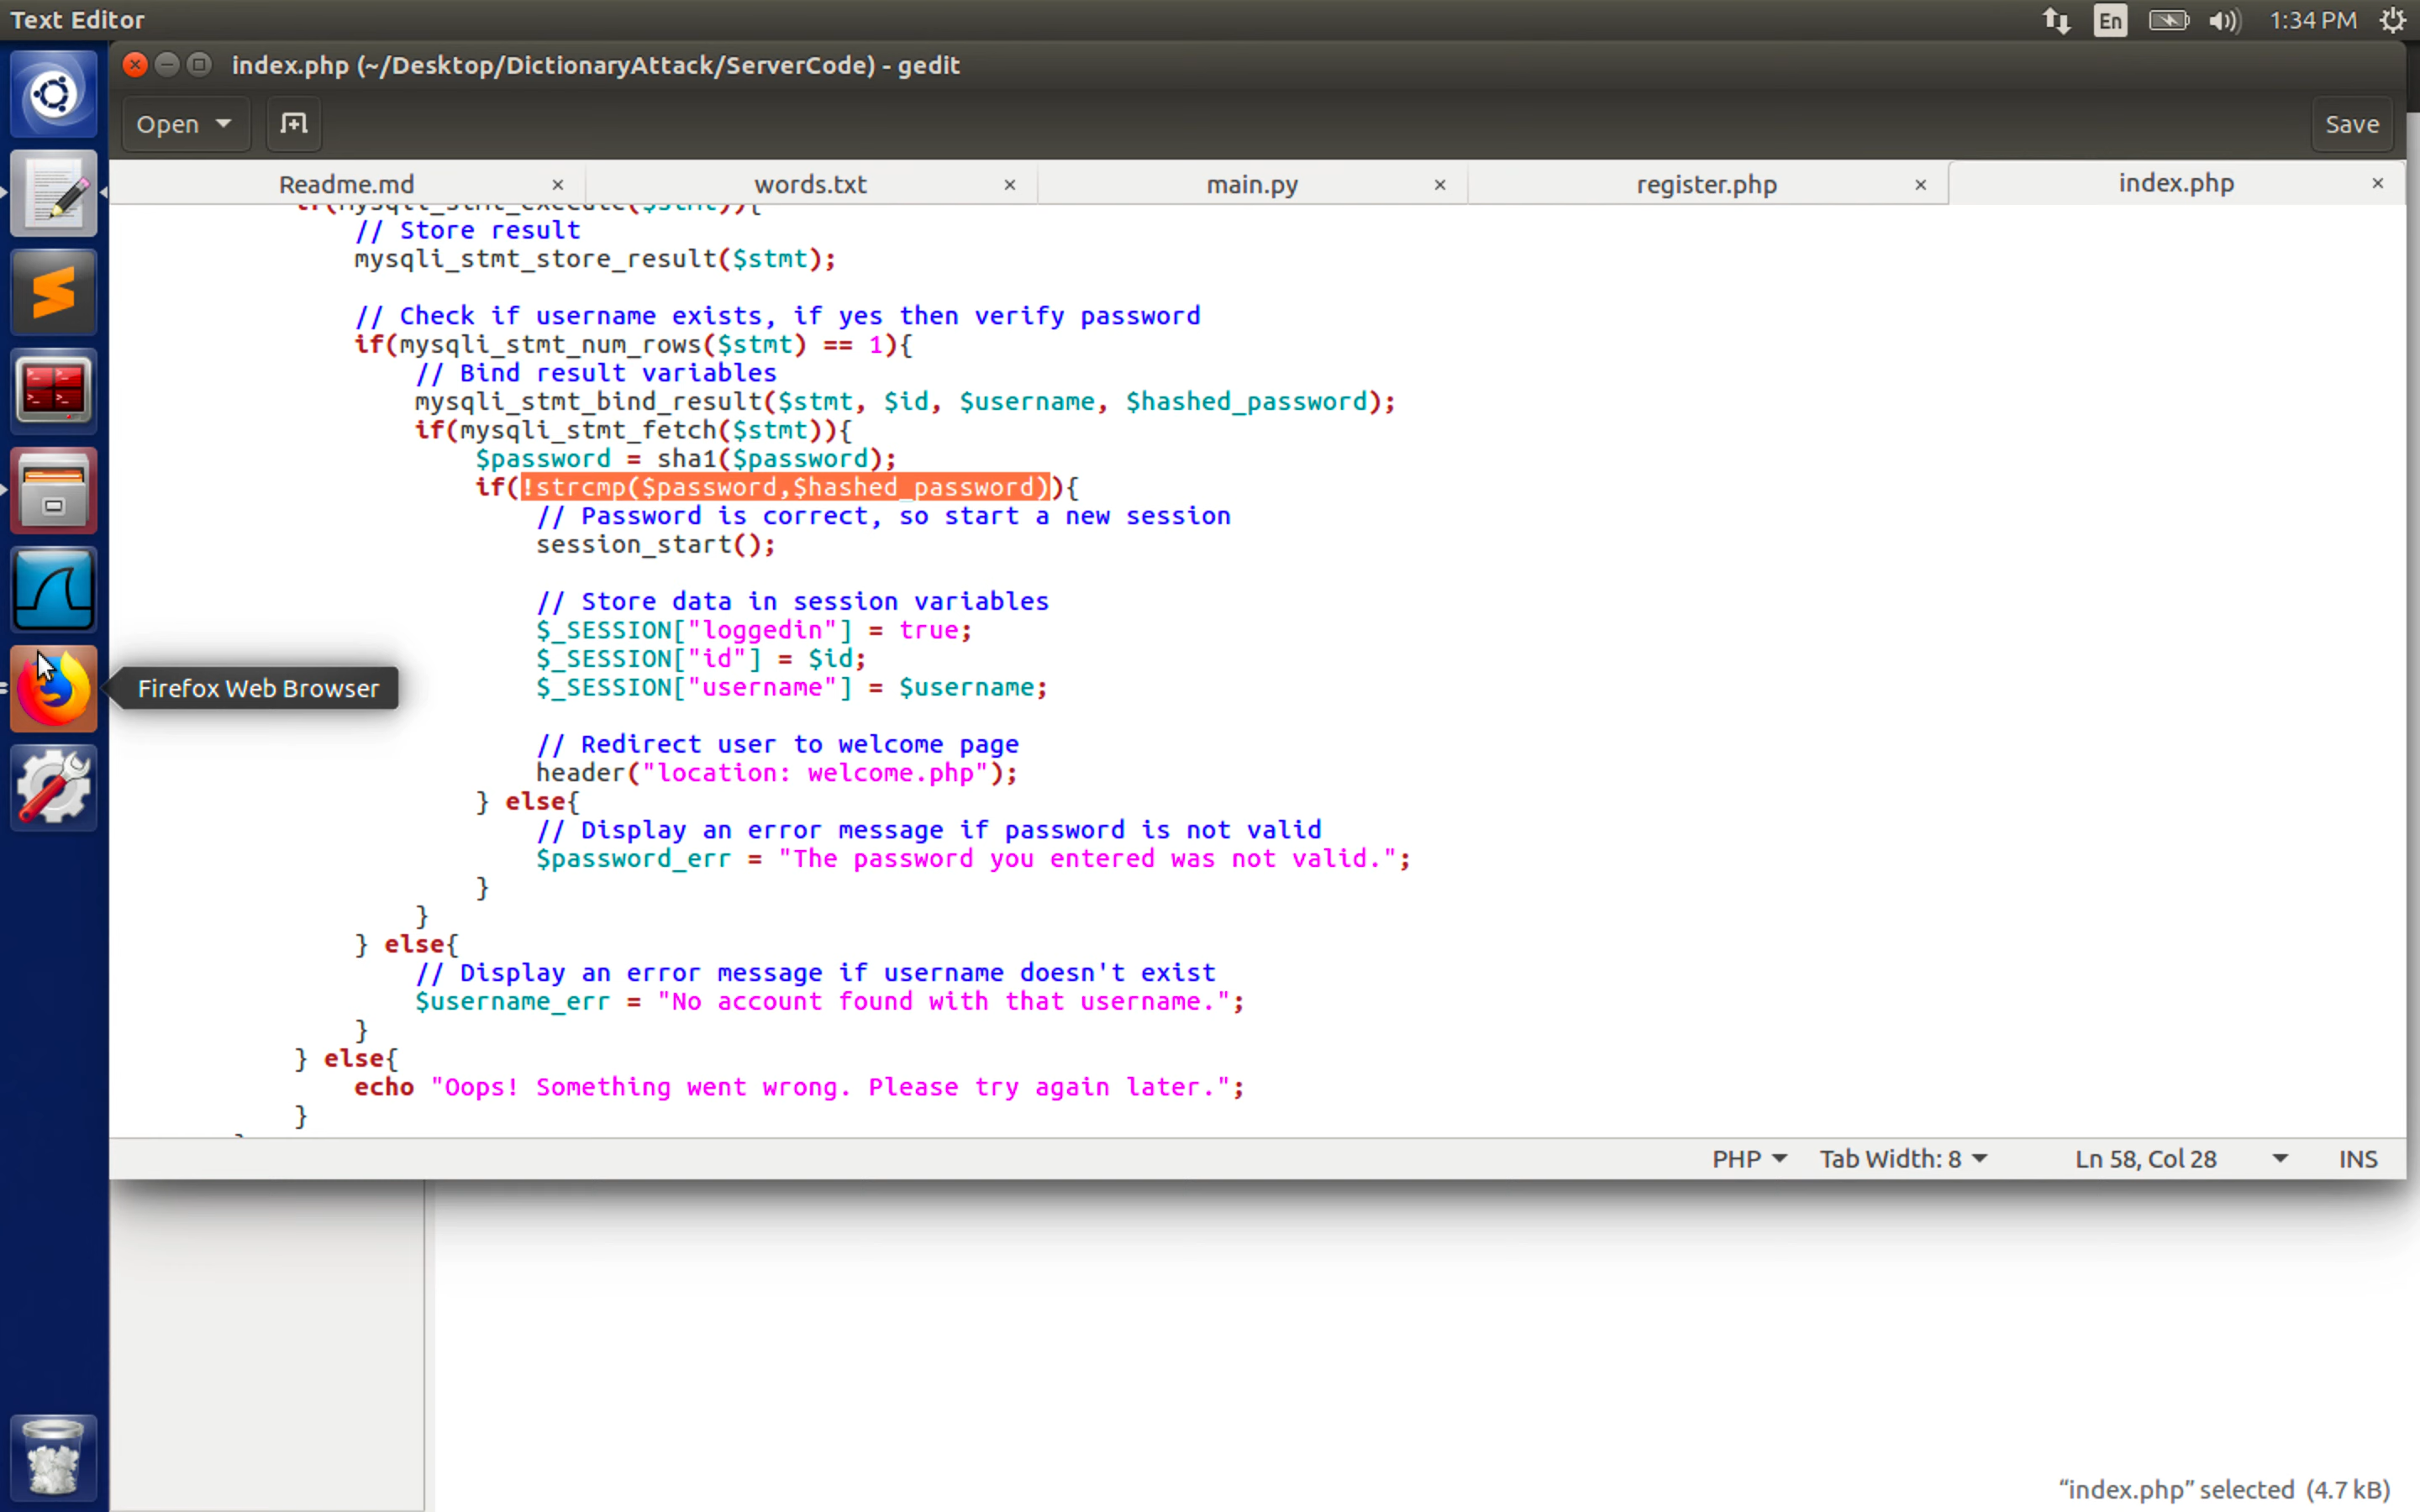 Text Editor
En
1:34 PM
index.php (~/Desktop/DictionaryAttack/ServerCode) - gedit
Open
Save
Readme.md
words.txt
main.py
register.php
index.php
if(mysqli_stmt_execute($stmt)){
// Store result
mysqli_stmt_store_result($stmt);
// Check if username exists, if yes then verify password
if(mysqli_stmt_num_rows($stmt) == 1){
// Bind result variables
mysqli_stmt_bind_result($stmt, $id, $username, $hashed_password);
if(mysqli_stmt_fetch($stmt)){
$password = sha1($password);
if(!strcmp($password,$hashed_password)){
// Password is correct, so start a new session
session_start();
// Store data in session variables
$_SESSION["loggedin"] = true;
$_SESSION["id"] = $id;
$_SESSION["username"] = $username;
Firefox Web Browser
// Redirect user to welcome page
header("location: welcome.php");
} else{
// Display an error message if password is not valid
$password_err = "The password you entered was not valid.";
}
}
} else{
// Display an error message if username doesn't exist
$username_err = "No account found with that username.";
}
} else{
echo "Oops! Something went wrong. Please try again later.";
}
PHP
Tab Width: 8
Ln 58, Col 28
INS
“index.php” selected (4.7 kB)